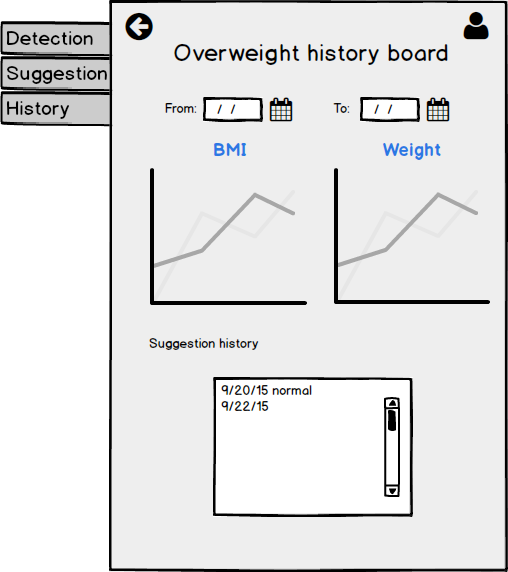 Detection
Suggestion
History
Overweight history board
From: / /
To: / /
BMI
Weight
Suggestion history
9/20/15 normal
9/22/15